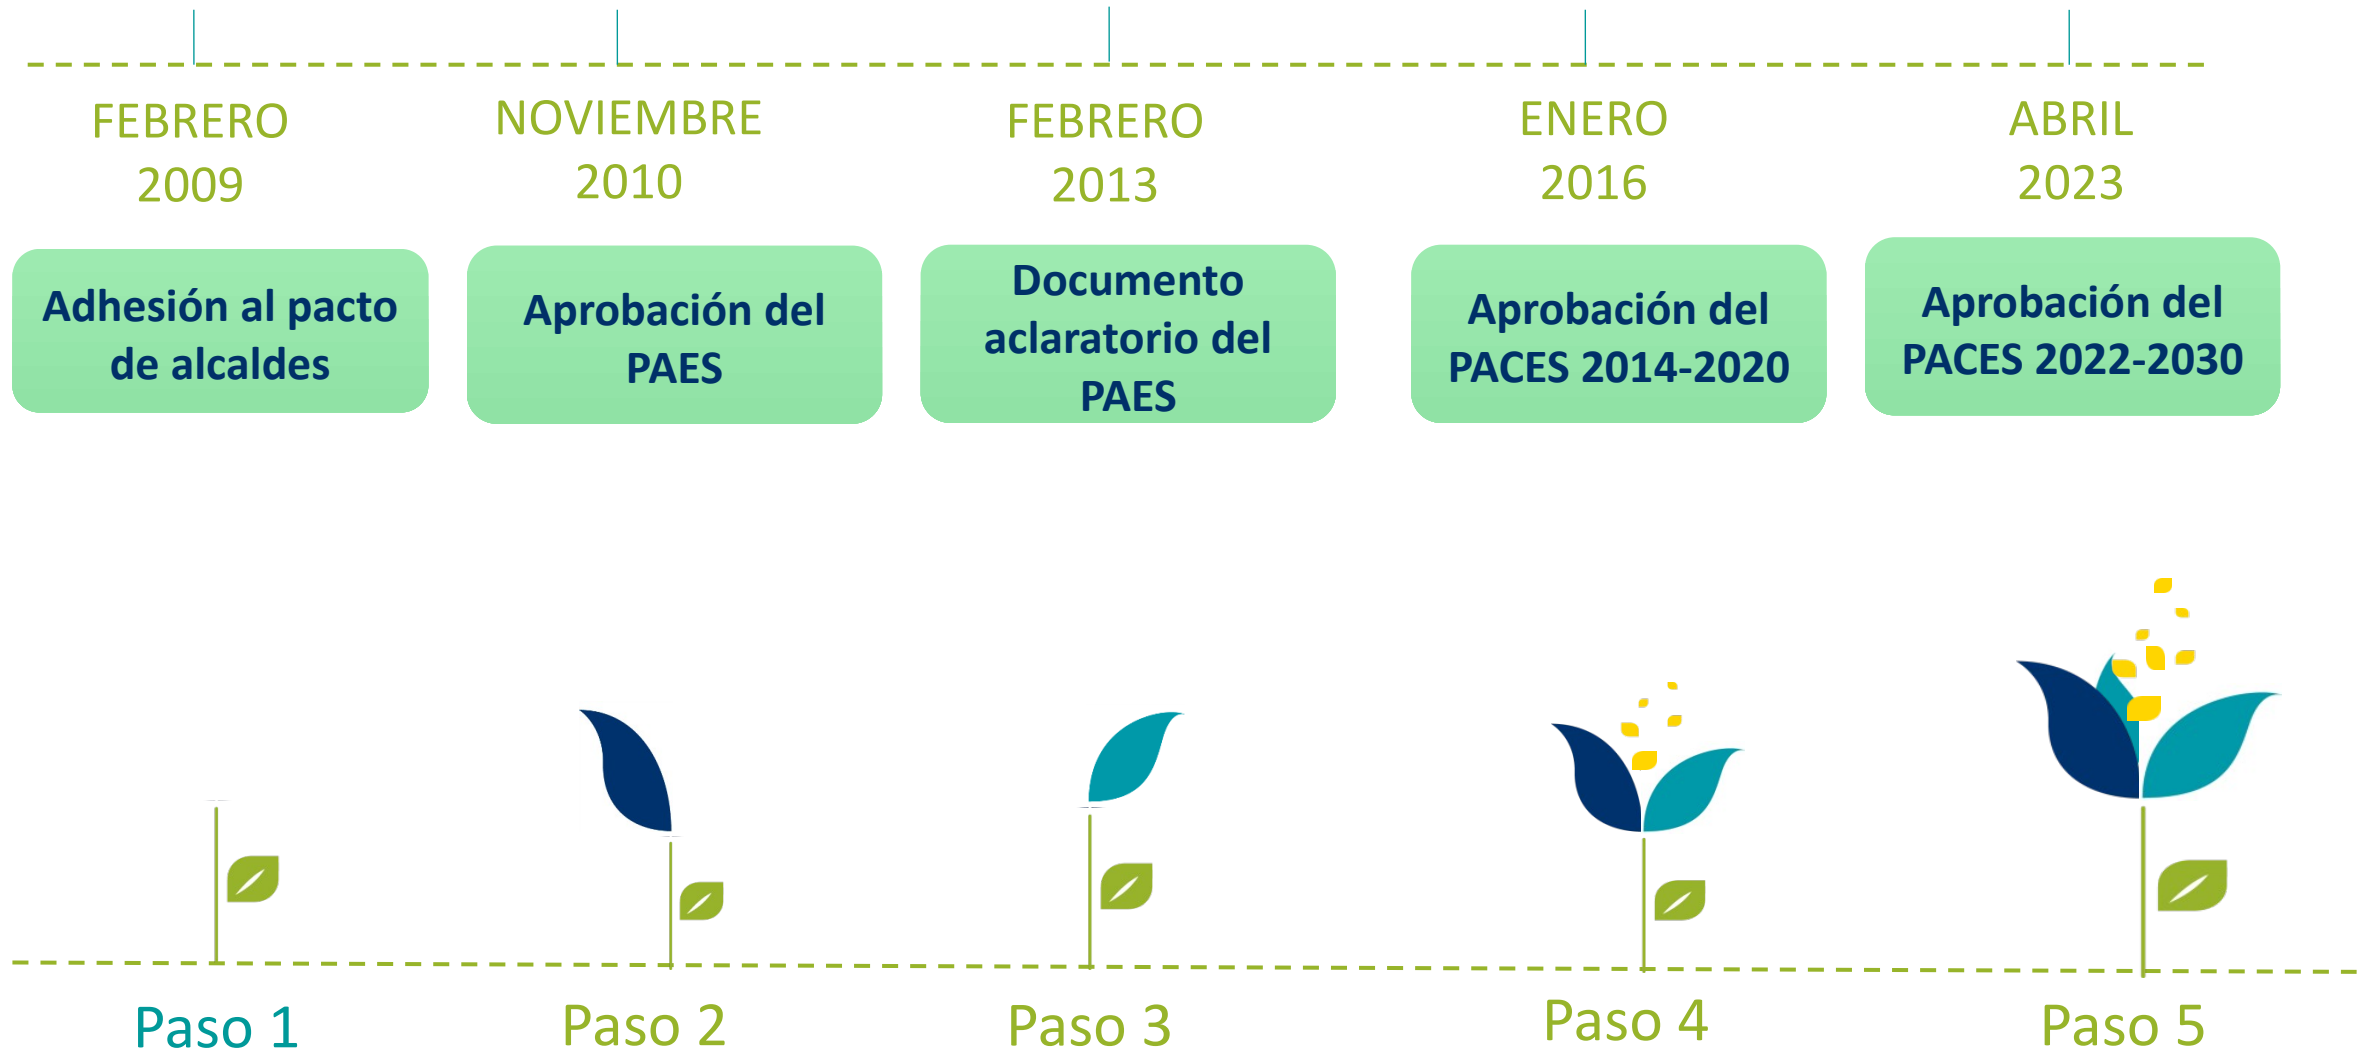 FEBRERO
2009
NOVIEMBRE
2010
FEBRERO
2013
ENERO
2016
ABRIL
2023
Adhesión al pacto
de alcaldes
Aprobación del
PAES
Documento
aclaratorio del
PAES
Aprobación del
PACES 2014-2020
Aprobación del
PACES 2022-2030
Paso 1
Paso 2
Paso 3
Paso 4
Paso 5